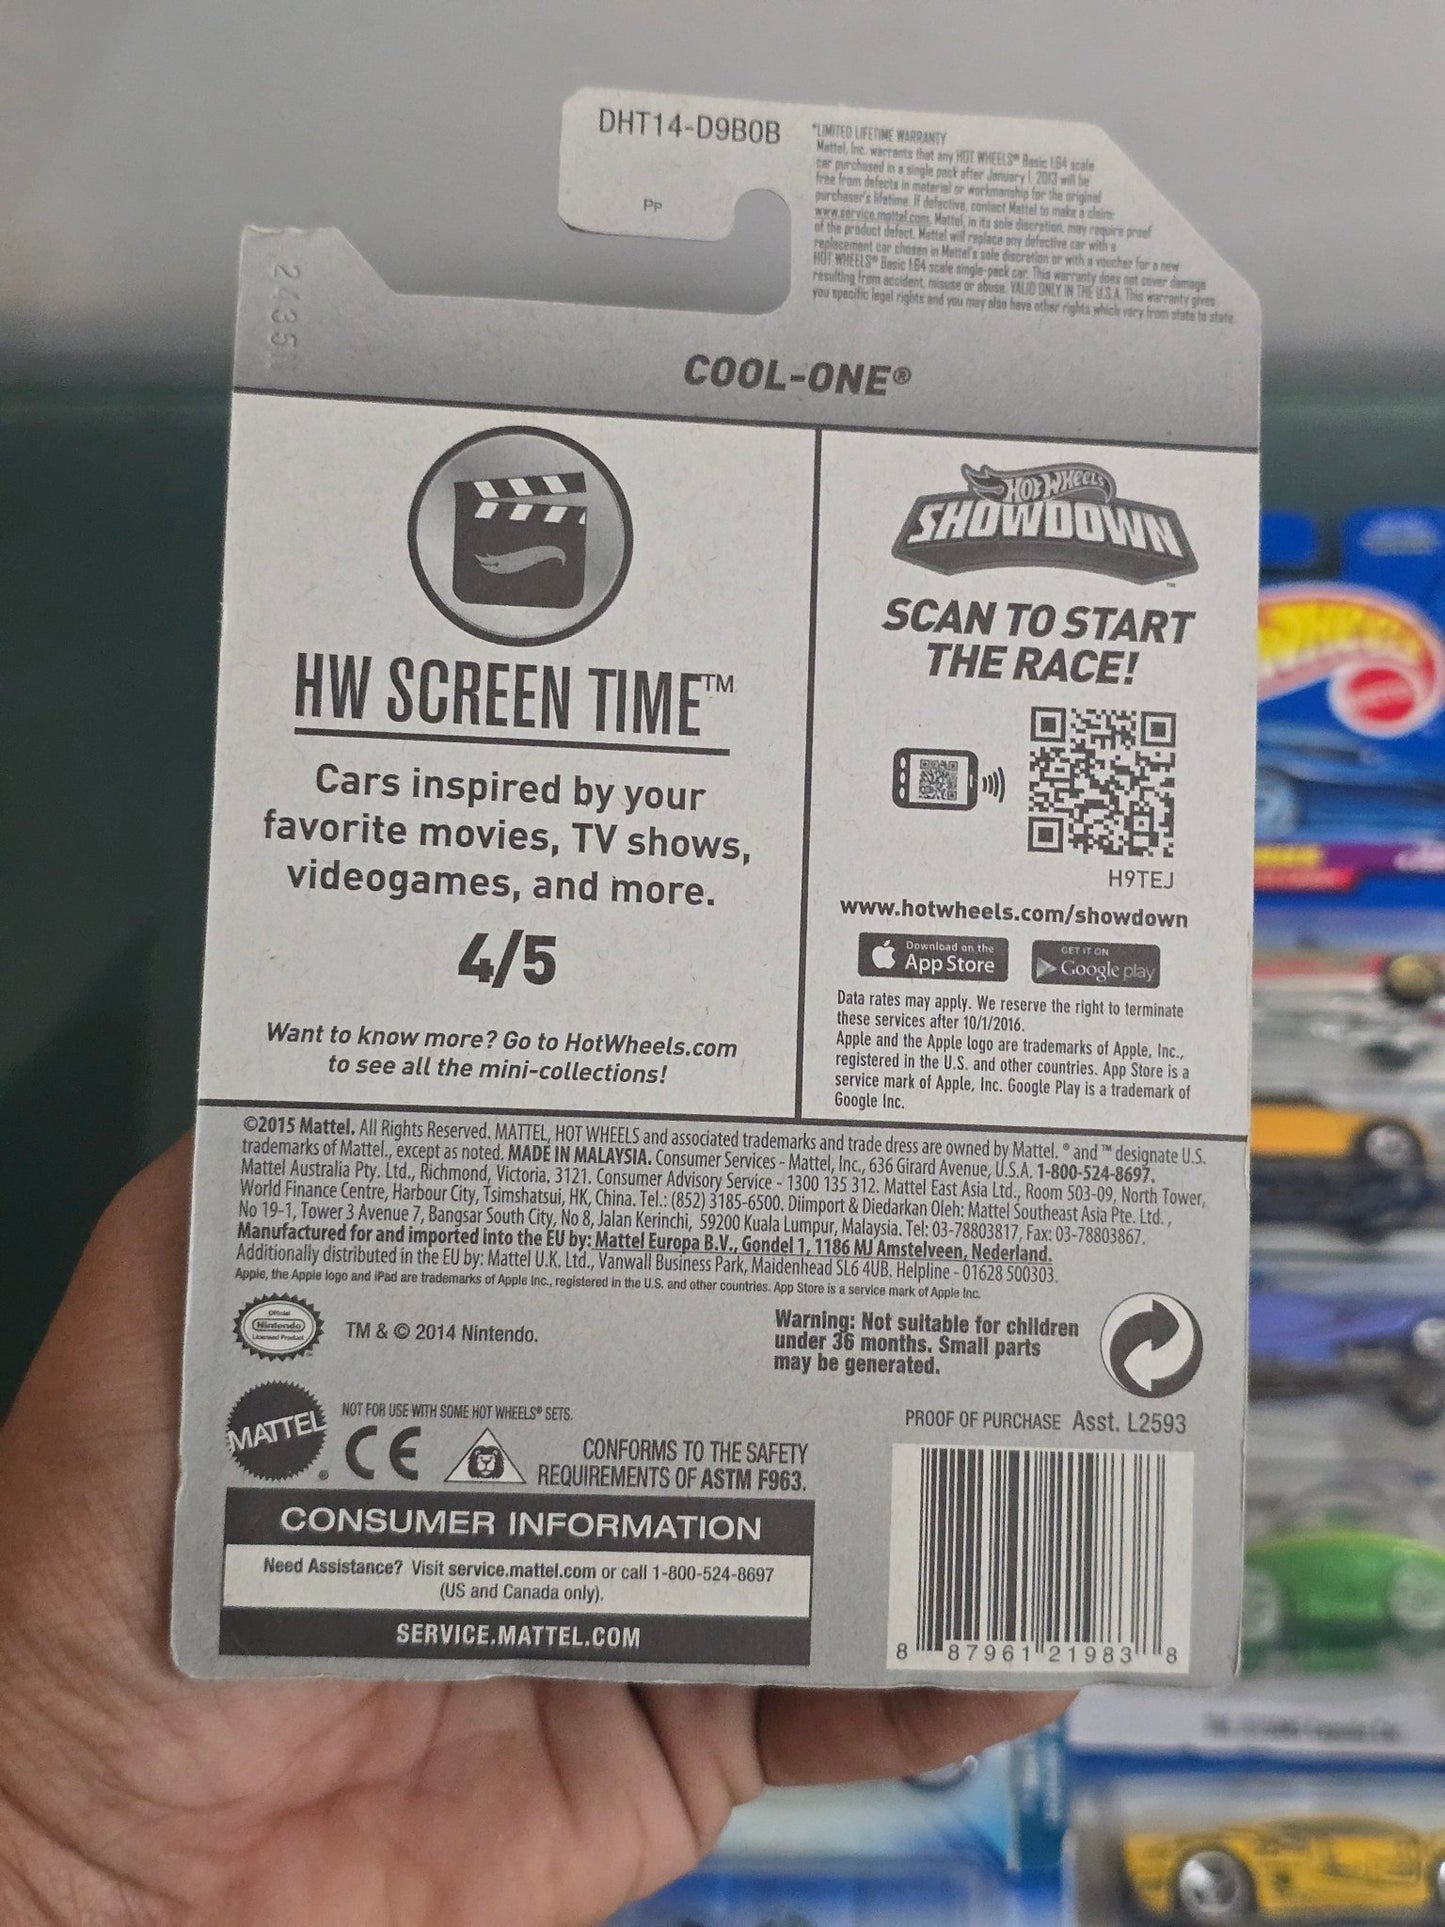 DHT14-D9B0B
PP
*LIMITED LIFETIME WARRANTY
Mattel, Inc. warrants that any HOT WHEELS® Basic 1:64 scale
car purchased in a single pack after January 1, 2013 will be
free from defects in material or workmanship for the original
purchaser's lifetime. If defective, contact Mattel to make a claim:
www.service.mattel.com. Mattel, in its sole discretion, may require proof
of the product defect. Mattel will replace any defective car with a
replacement car chosen in Mattel's sole discretion or with a voucher for a new
HOT WHEELS® Basic 1:64 scale single-pack car. This warranty does not cover damage
resulting from accident, misuse or abuse. VALID ONLY IN THE U.S.A. This warranty gives
you specific legal rights and you may also have other rights which vary from state to state.
COOL-ONE®
HW SCREEN TIME™
Cars inspired by your
favorite movies, TV shows,
videogames, and more.
4/5
Want to know more? Go to HotWheels.com
to see all the mini-collections!
HOT WHEELS
SHOWDOWN™
SCAN TO START
THE RACE!
H9TEJ
www.hotwheels.com/showdown
Download on the
App Store
GET IT ON
Google play
Data rates may apply. We reserve the right to terminate
these services after 10/1/2016.
Apple and the Apple logo are trademarks of Apple, Inc.,
registered in the U.S. and other countries. App Store is a
service mark of Apple, Inc. Google Play is a trademark of
Google Inc.
©2015 Mattel. All Rights Reserved. MATTEL, HOT WHEELS and associated trademarks and trade dress are owned by Mattel. ® and ™ designate U.S.
trademarks of Mattel., except as noted. MADE IN MALAYSIA. Consumer Services - Mattel, Inc., 636 Girard Avenue, U.S.A. 1-800-524-8697.
Mattel Australia Pty. Ltd., Richmond, Victoria. 3121. Consumer Advisory Service - 1300 135 312. Mattel East Asia Ltd., Room 503-09, North Tower,
World Finance Centre, Harbour City, Tsimshatsui, HK, China. Tel.: (852) 3185-6500. Diimport & Diedarkan Oleh: Mattel Southeast Asia Pte. Ltd.,
No 19-1, Tower 3 Avenue 7, Bangsar South City, No 8, Jalan Kerinchi, 59200 Kuala Lumpur, Malaysia. Tel: 03-78803817, Fax: 03-78803867.
Manufactured for and imported into the EU by: Mattel Europa B.V., Gondel 1, 1186 MJ Amstelveen, Nederland.
Additionally distributed in the EU by: Mattel U.K. Ltd., Vanwall Business Park, Maidenhead SL6 4UB. Helpline - 01628 500303.
Apple, the Apple logo and iPad are trademarks of Apple Inc., registered in the U.S. and other countries. App Store is a service mark of Apple Inc.
Official
Nintendo
Licensed Product
TM & © 2014 Nintendo.
Warning: Not suitable for children
under 36 months. Small parts
may be generated.
MATTEL®
NOT FOR USE WITH SOME HOT WHEELS® SETS.
CE
CONFORMS TO THE SAFETY
REQUIREMENTS OF ASTM F963.
PROOF OF PURCHASE Asst. L2593
CONSUMER INFORMATION
Need Assistance? Visit service.mattel.com or call 1-800-524-8697
(US and Canada only).
SERVICE.MATTEL.COM
8 87961 21983 8